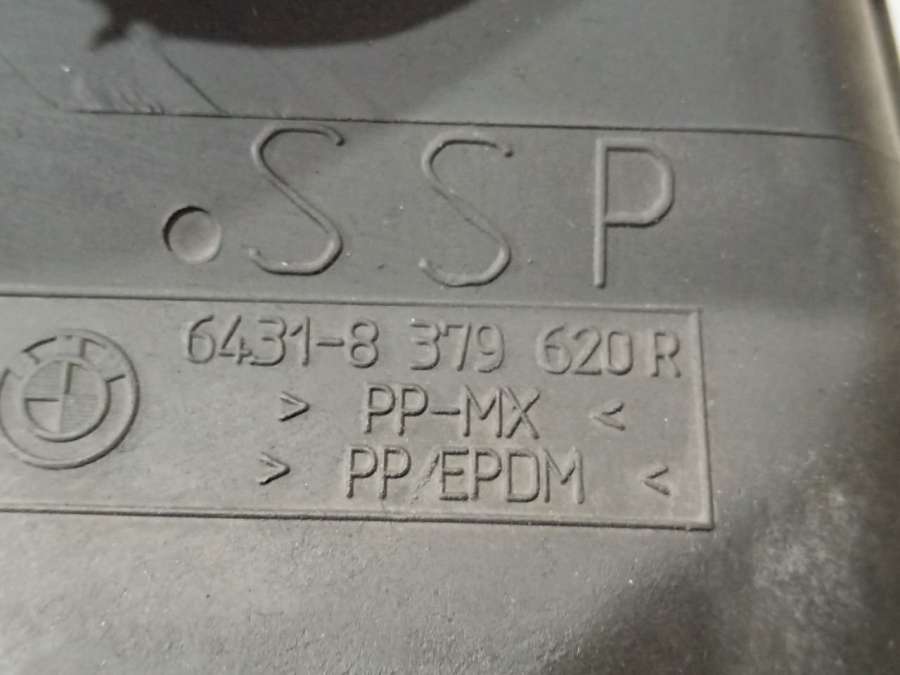 .SSP
6431-8 379 620 R
> PP-MX <
> PP/EPDM <